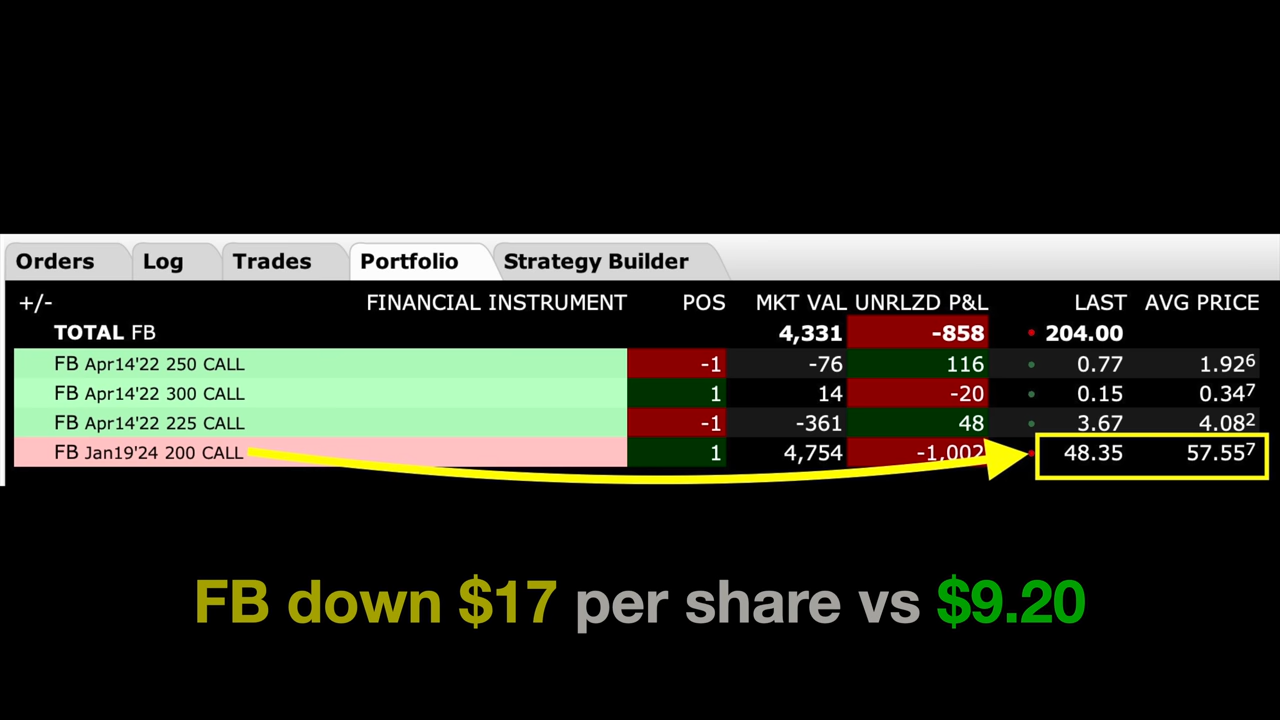 Orders Log Trades Portfolio Strategy Builder
+/- FINANCIAL INSTRUMENT POS MKT VAL UNRLZD P&L LAST AVG PRICE
TOTAL FB 4,331 -858 204.00
FB Apr14'22 250 CALL -1 -76 116 0.77 1.926
FB Apr14'22 300 CALL 1 14 -20 0.15 0.347
FB Apr14'22 225 CALL -1 -361 48 3.67 4.082
FB Jan19'24 200 CALL 1 4,754 -1,002 48.35 57.557
FB down $17 per share vs $9.20